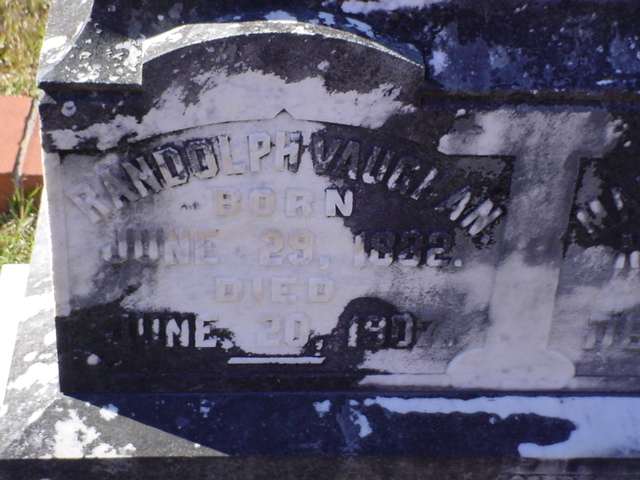 RANDOLPH VAUGHAN
BORN
JUNE 29, 1882.
DIED
JUNE 20, 1907.